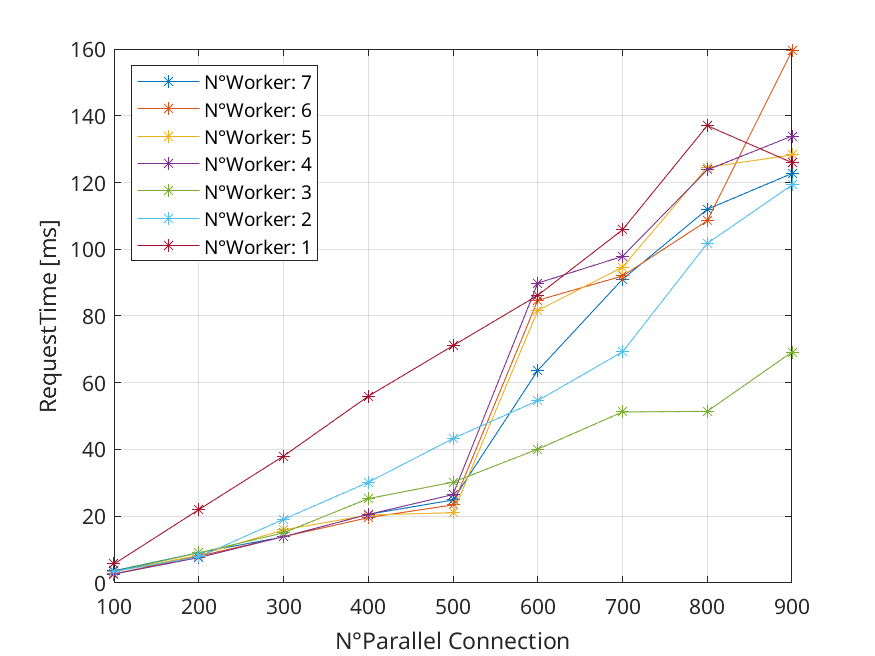 160
140
120
100
80
60
40
20
0
RequestTime [ms]
N°Worker: 7
N°Worker: 6
N°Worker: 5
N°Worker: 4
N°Worker: 3
N°Worker: 2
N°Worker: 1
100 200 300 400 500 600 700 800 900
N°Parallel Connection